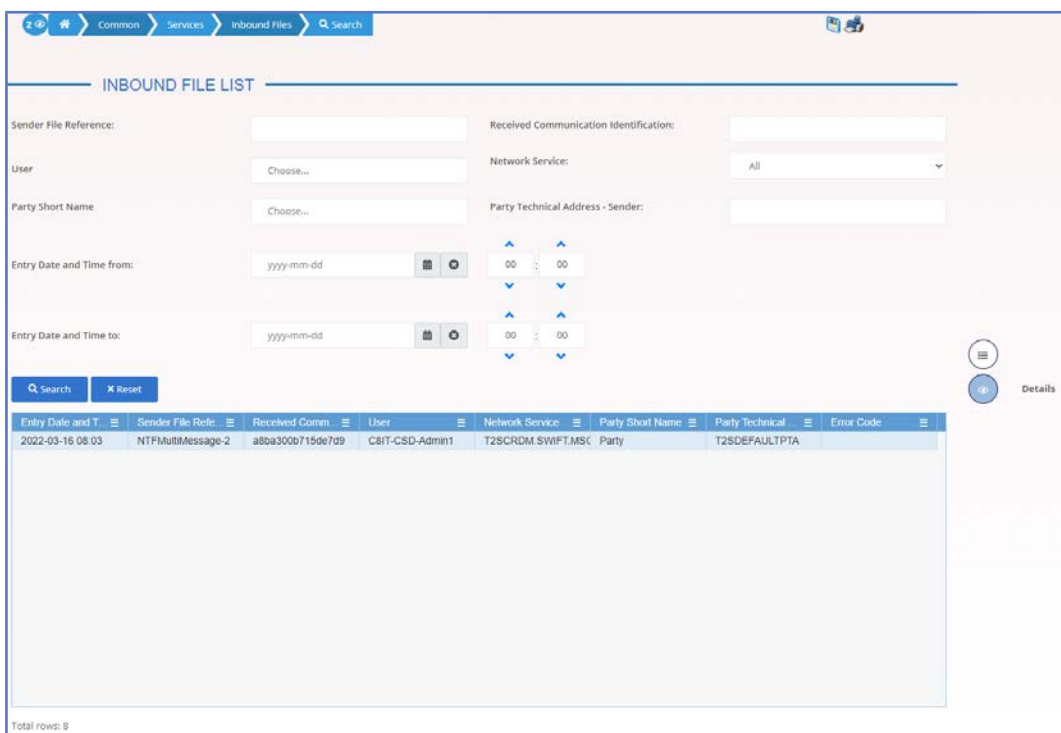 2 Common Services Inbound Files Search
INBOUND FILE LIST
Sender File Reference: Received Communication Identification:
User Choose... Network Service: All
Party Short Name Choose... Party Technical Address - Sender:
Entry Date and Time from: yyyy-mm-dd 00 : 00
Entry Date and Time to: yyyy-mm-dd 00 : 00
Search Reset Details
Entry Date and T... Sender File Refe... Received Comm... User Network Service Party Short Name Party Technical ... Error Code
2022-03-16 08:03 NTFMultiMessage-2 a8ba300b715de7d9 C8IT-CSD-Admin1 T2SCRDM.SWIFT.MSC Party T2SDEFAULTPTA
Total rows: 8